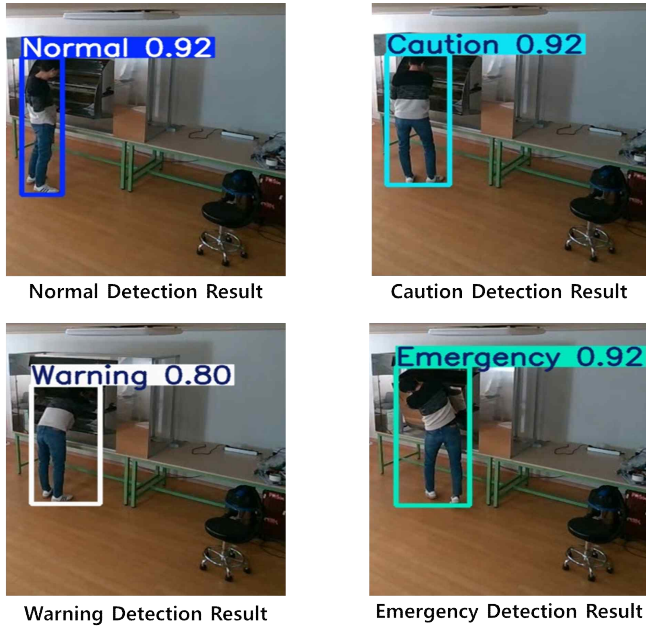 Normal 0.92
Caution 0.92
Normal Detection Result
Caution Detection Result
Warning 0.80
Emergency 0.92
Warning Detection Result
Emergency Detection Result